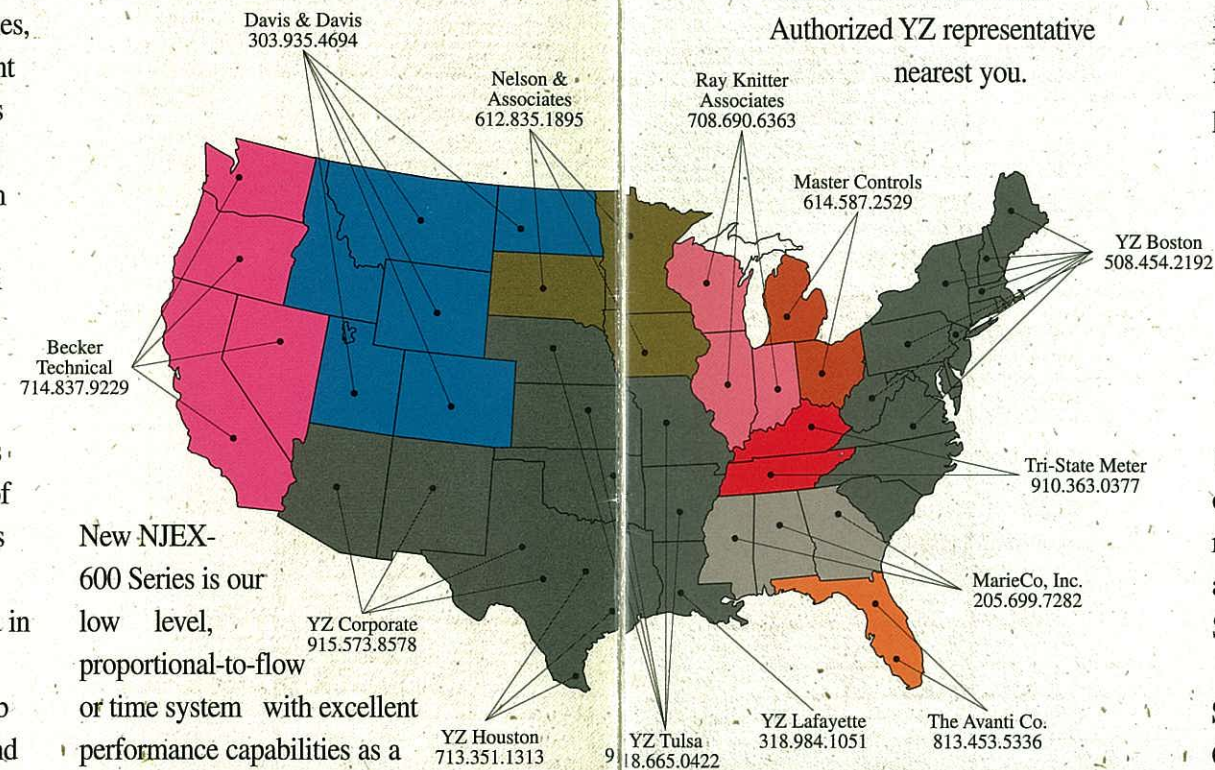 es,
nt
s
n
s
of
s
in
nd
Authorized YZ representative
nearest you.
Davis & Davis
303.935.4694
Nelson &
Associates
612.835.1895
Ray Knitter
Associates
708.690.6363
Master Controls
614.587.2529
YZ Boston
508.454.2192
Becker
Technical
714.837.9229
Tri-State Meter
910.363.0377
MarieCo, Inc.
205.699.7282
YZ Corporate
915.573.8578
YZ Houston
713.351.1313
YZ Tulsa
918.665.0422
YZ Lafayette
318.984.1051
The Avanti Co.
813.453.5336
New NJEX-
600 Series is our
low level,
proportional-to-flow
or time system with excellent
performance capabilities as a